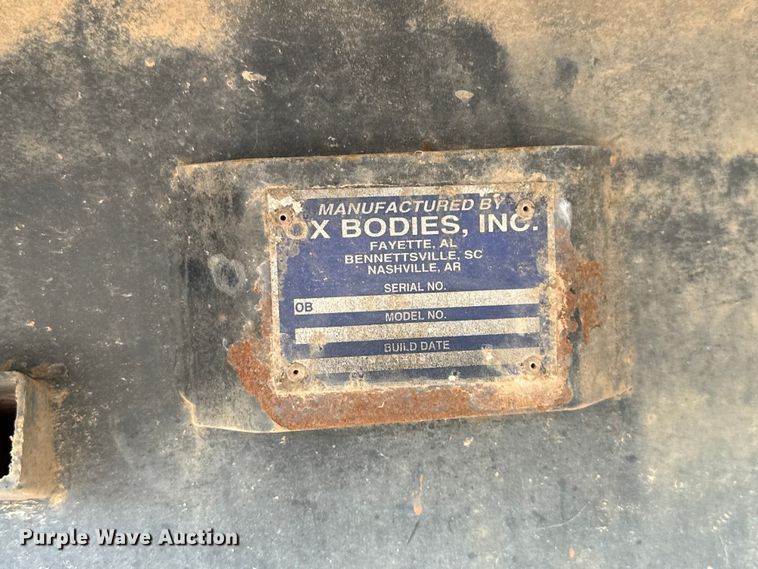 MANUFACTURED BY
OX BODIES, INC.
FAYETTE, AL
BENNETTSVILLE, SC
NASHVILLE, AR
SERIAL NO.
OB
MODEL NO.
BUILD DATE
Purple Wave Auction